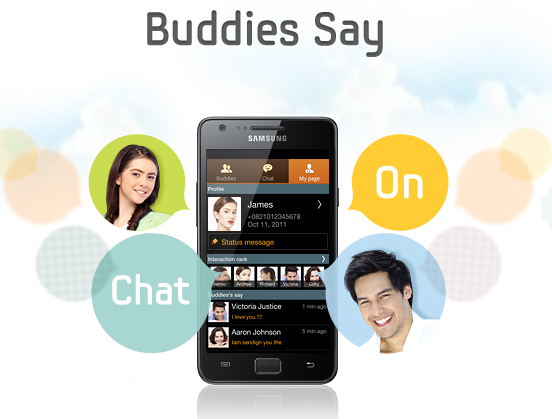 Buddies Say
SAMSUNG
Buddies
Chat
My page
Profile
James
+0821012345678
Oct 11, 2011
Status message
Interaction rank
Andrew
Richard
Victoria
Buddies's say
Victoria Justice 1 min ago
I love you !!!!
Aaron Johnson 5 min ago
Iam sendign you the
On
Chat